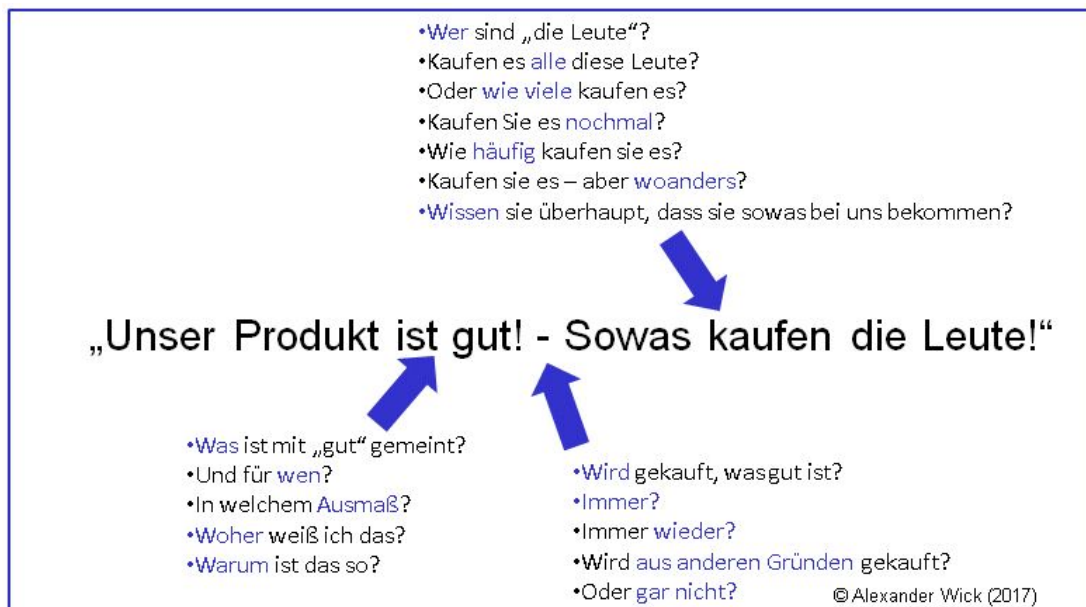 •Wer sind „die Leute“?
•Kaufen es alle diese Leute?
•Oder wie viele kaufen es?
•Kaufen Sie es nochmal?
•Wie häufig kaufen sie es?
•Kaufen sie es – aber woanders?
•Wissen sie überhaupt, dass sie sowas bei uns bekommen?
„Unser Produkt ist gut! - Sowas kaufen die Leute!“
•Was ist mit „gut“ gemeint?
•Und für wen?
•In welchem Ausmaß?
•Woher weiß ich das?
•Warum ist das so?
•Wird gekauft, was gut ist?
•Immer?
•Immer wieder?
•Wird aus anderen Gründen gekauft?
•Oder gar nicht?
© Alexander Wick (2017)